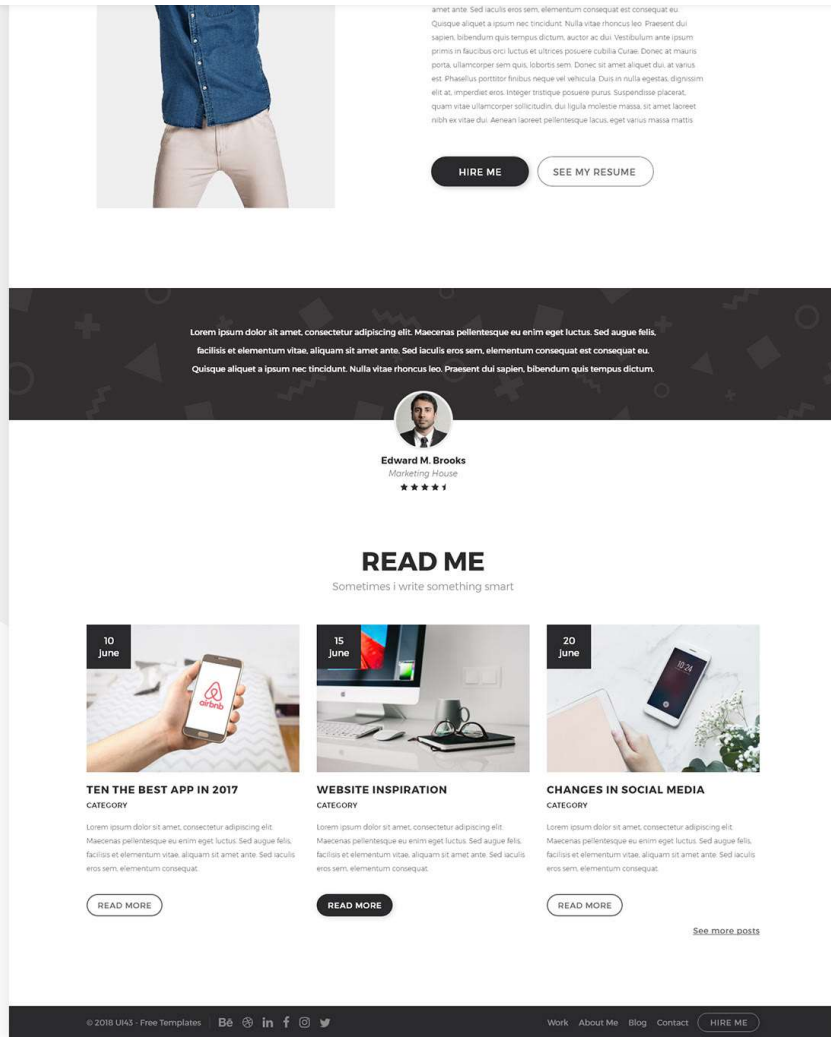 amet ante. Sed iaculis eros sem, elementum consequat est consequat eu.
Quisque aliquet a ipsum nec tincidunt. Nulla vitae rhoncus leo. Praesent dui
sapien, bibendum quis tempus dictum, auctor ac dui. Vestibulum ante ipsum
primis in faucibus orci luctus et ultrices posuere cubilia Curae; Donec at mauris
porta, ullamcorper sem quis, lobortis sem. Donec sit amet aliquet dui, at varius
est. Phasellus porttitor finibus neque vel vehicula. Duis in nulla egestas, dignissim
elit at, imperdiet eros. Integer tristique posuere purus. Suspendisse placerat,
quam vitae ullamcorper sollicitudin, dui ligula molestie massa, sit amet laoreet
nibh ex vitae dui. Aenean laoreet pellentesque lacus, eget varius massa mattis
HIRE ME
SEE MY RESUME
Lorem ipsum dolor sit amet, consectetur adipiscing elit. Maecenas pellentesque eu enim eget luctus. Sed augue felis,
facilisis et elementum vitae, aliquam sit amet ante. Sed iaculis eros sem, elementum consequat est consequat eu.
Quisque aliquet a ipsum nec tincidunt. Nulla vitae rhoncus leo. Praesent dui sapien, bibendum quis tempus dictum.
Edward M. Brooks
Marketing House
READ ME
Sometimes i write something smart
10
June
airbnb
TEN THE BEST APP IN 2017
CATEGORY
Lorem ipsum dolor sit amet, consectetur adipiscing elit.
Maecenas pellentesque eu enim eget luctus. Sed augue felis,
facilisis et elementum vitae, aliquam sit amet ante. Sed iaculis
eros sem, elementum consequat.
READ MORE
15
June
WEBSITE INSPIRATION
CATEGORY
Lorem ipsum dolor sit amet, consectetur adipiscing elit.
Maecenas pellentesque eu enim eget luctus. Sed augue felis,
facilisis et elementum vitae, aliquam sit amet ante. Sed iaculis
eros sem, elementum consequat.
READ MORE
20
June
10:24
CHANGES IN SOCIAL MEDIA
CATEGORY
Lorem ipsum dolor sit amet, consectetur adipiscing elit.
Maecenas pellentesque eu enim eget luctus. Sed augue felis,
facilisis et elementum vitae, aliquam sit amet ante. Sed iaculis
eros sem, elementum consequat.
READ MORE
See more posts
© 2018 UI43 - Free Templates
Work About Me Blog Contact HIRE ME